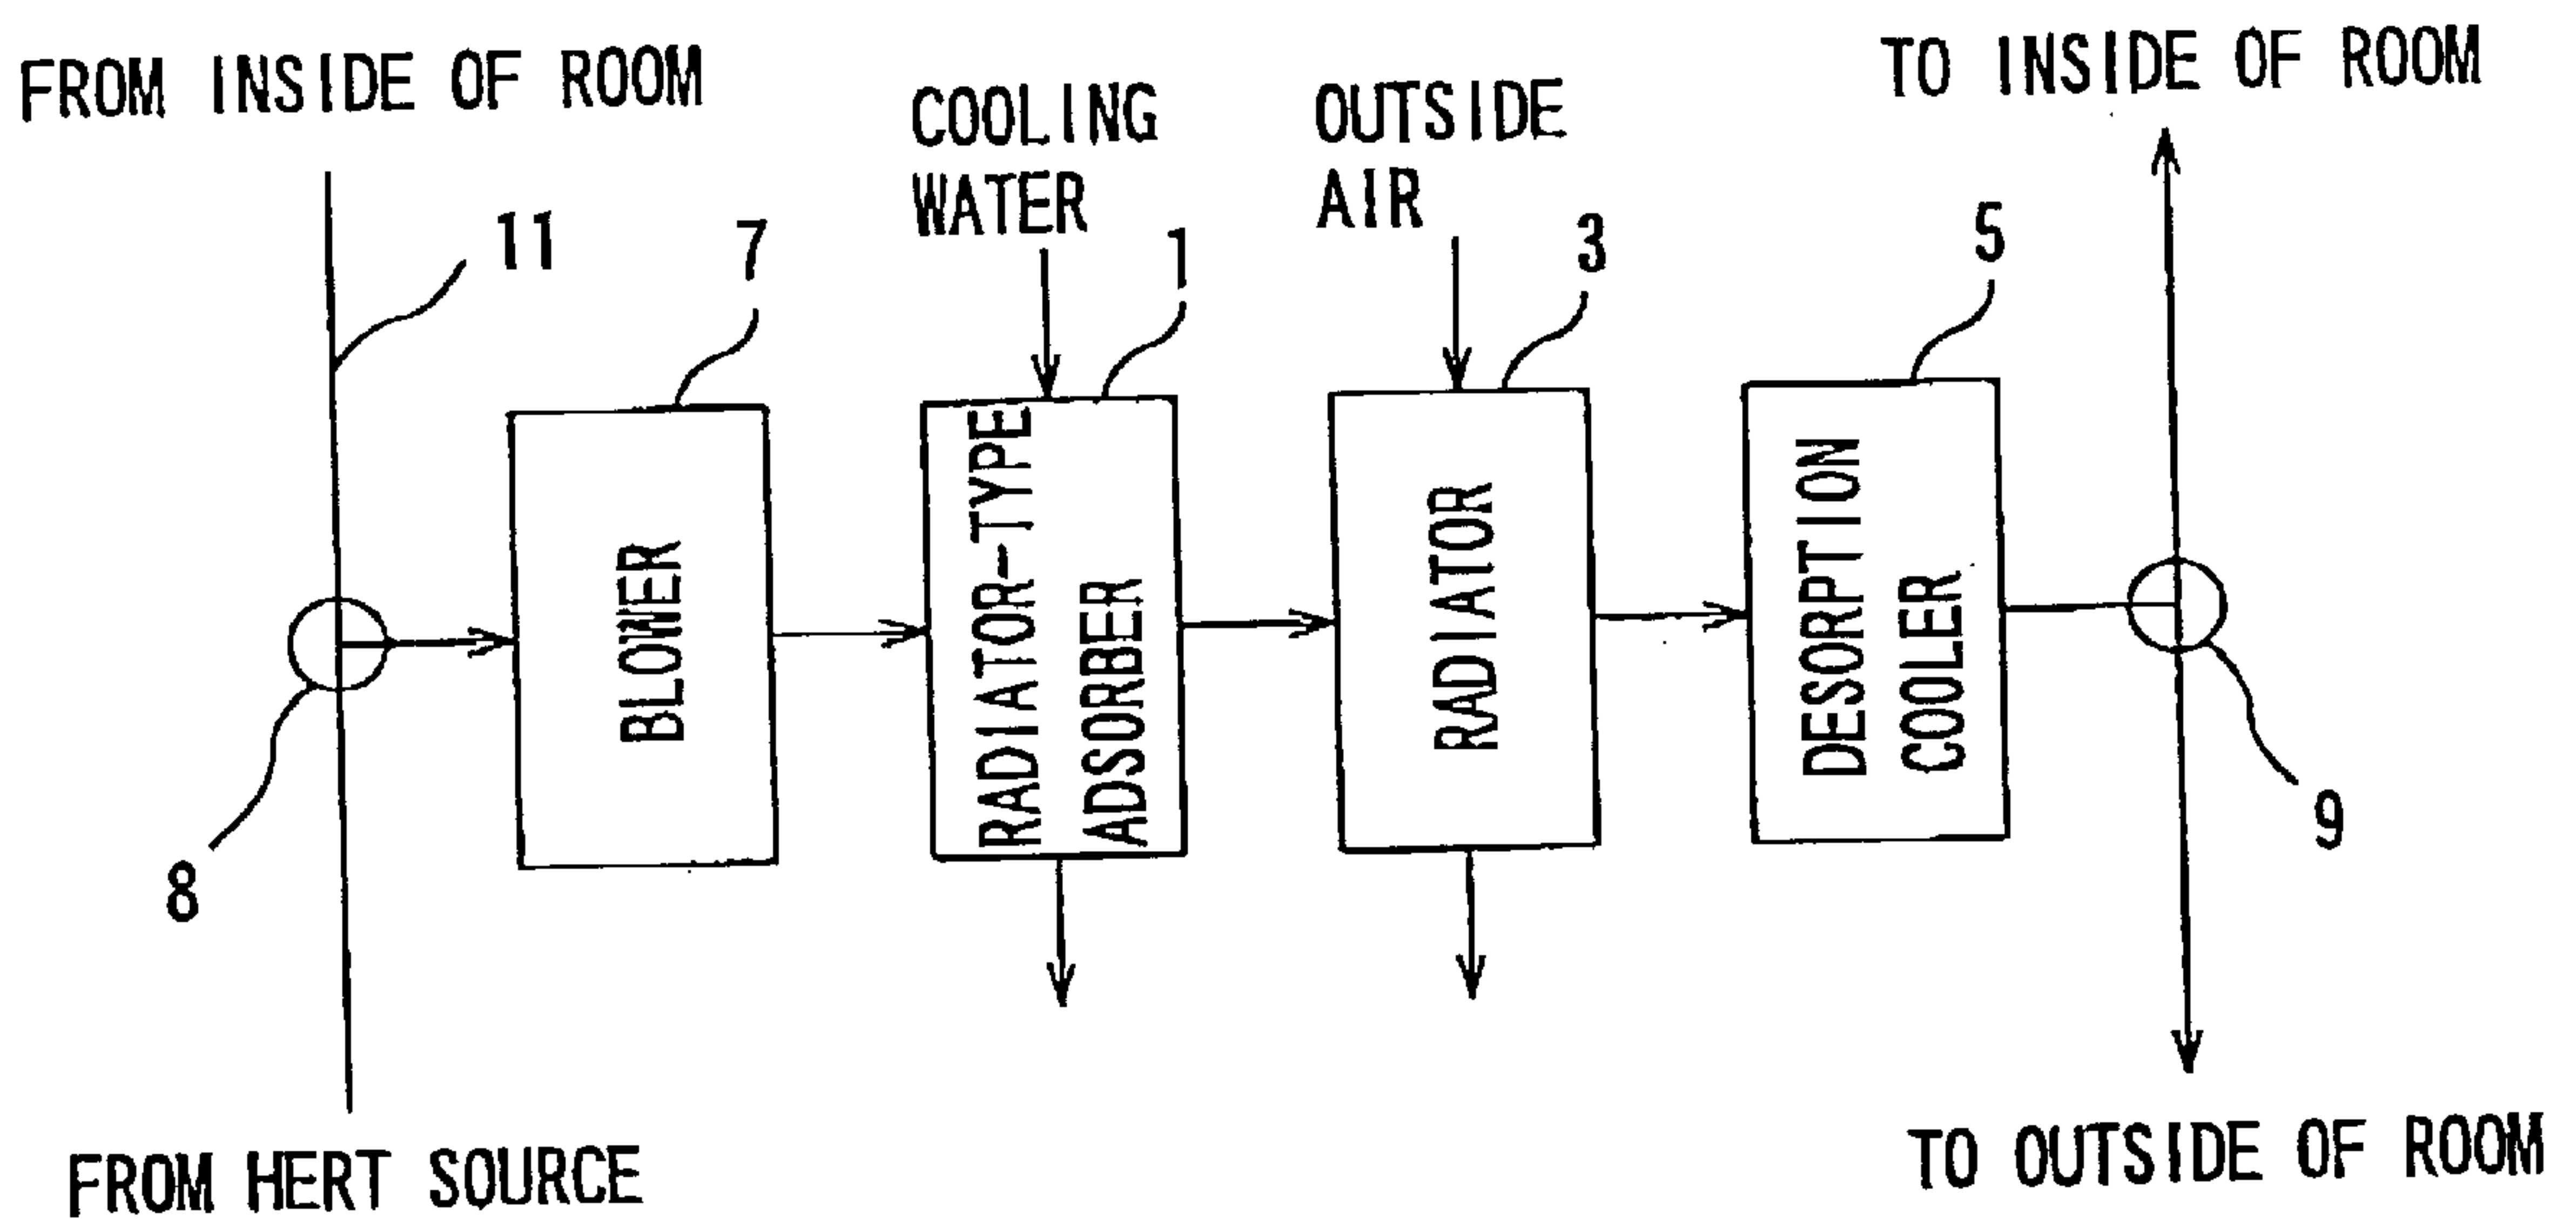 FROM INSIDE OF ROOM
TO INSIDE OF ROOM
COOLING
WATER
OUTSIDE
AIR
11
7
1
3
5
BLOWER
RADIATOR-TYPE
ADSORBER
RADIATOR
DESORPTION
COOLER
8
9
FROM HERT SOURCE
TO OUTSIDE OF ROOM